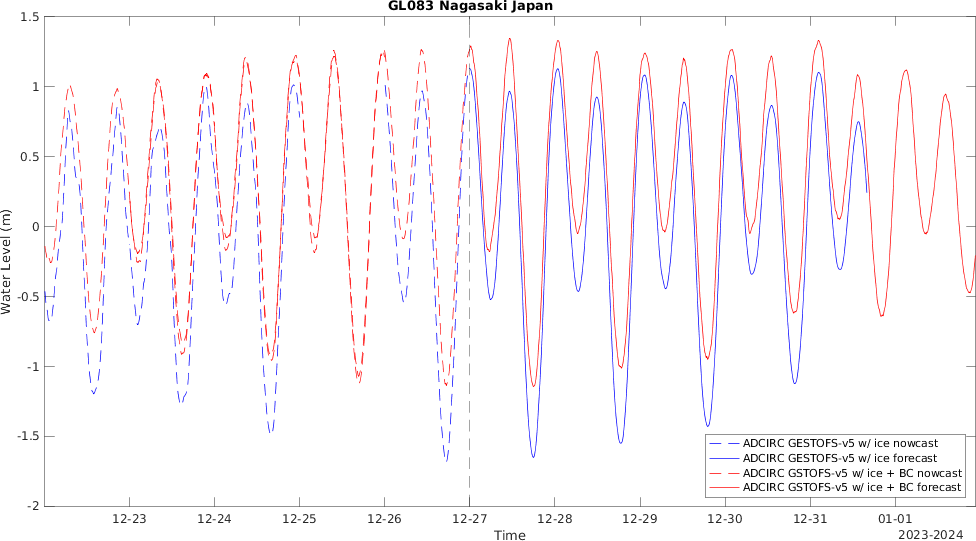 GL083 Nagasaki Japan
1.5
1
0.5
0
-0.5
-1
-1.5
-2
Water Level (m)
12-23
12-24
12-25
12-26
12-27
12-28
12-29
12-30
12-31
01-01
Time
2023-2024
ADCIRC GESTOFS-v5 w/ ice nowcast
ADCIRC GESTOFS-v5 w/ ice forecast
ADCIRC GSTOFS-v5 w/ ice + BC nowcast
ADCIRC GSTOFS-v5 w/ ice + BC forecast